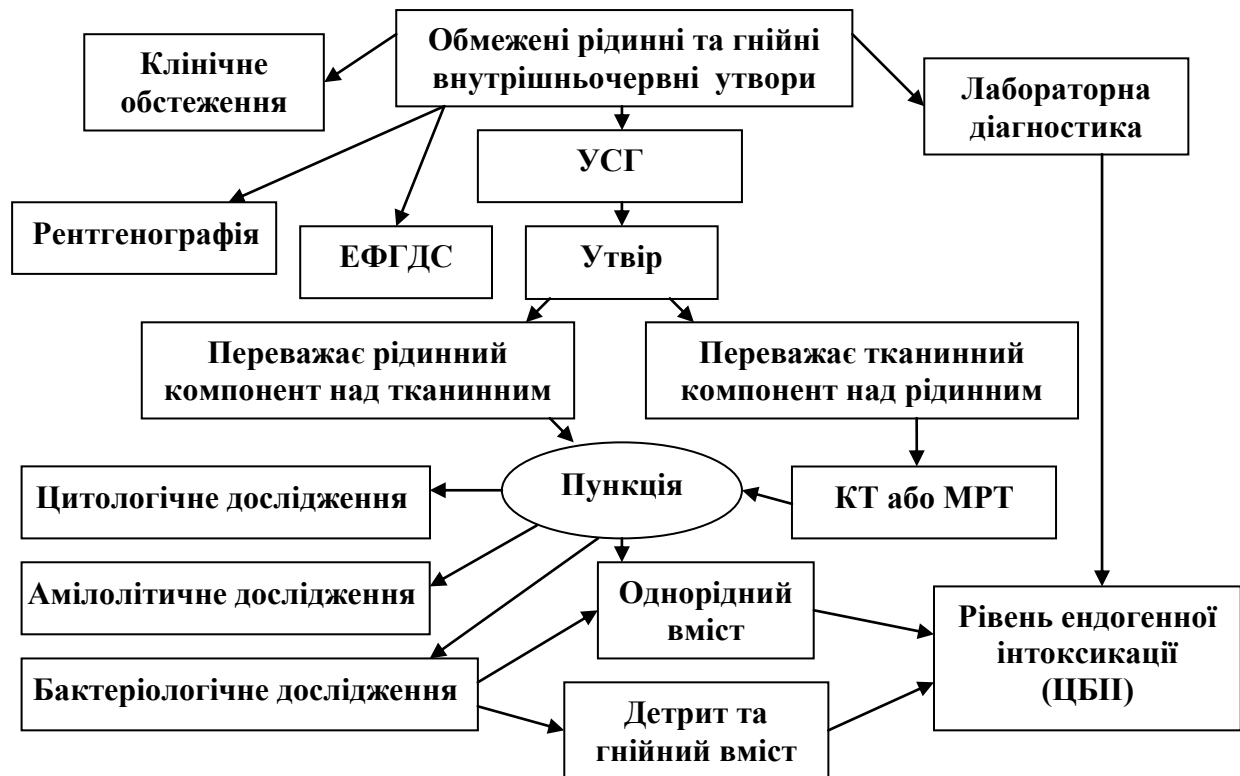 Обмежені рідинні та гнійні
внутрішньочервні утвори
Клінічне
обстеження
Лабораторна
діагностика
УСГ
Рентгенографія
ЕФГДС
Утвір
Переважає рідинний
компонент над тканинним
Переважає тканинний
компонент над рідинним
Пункція
Цитологічне дослідження
КТ або МРТ
Амілолітичне дослідження
Однорідний
вміст
Рівень ендогенної
інтоксикації
(ЦБІІ)
Бактеріологічне дослідження
Детрит та
гнійний вміст